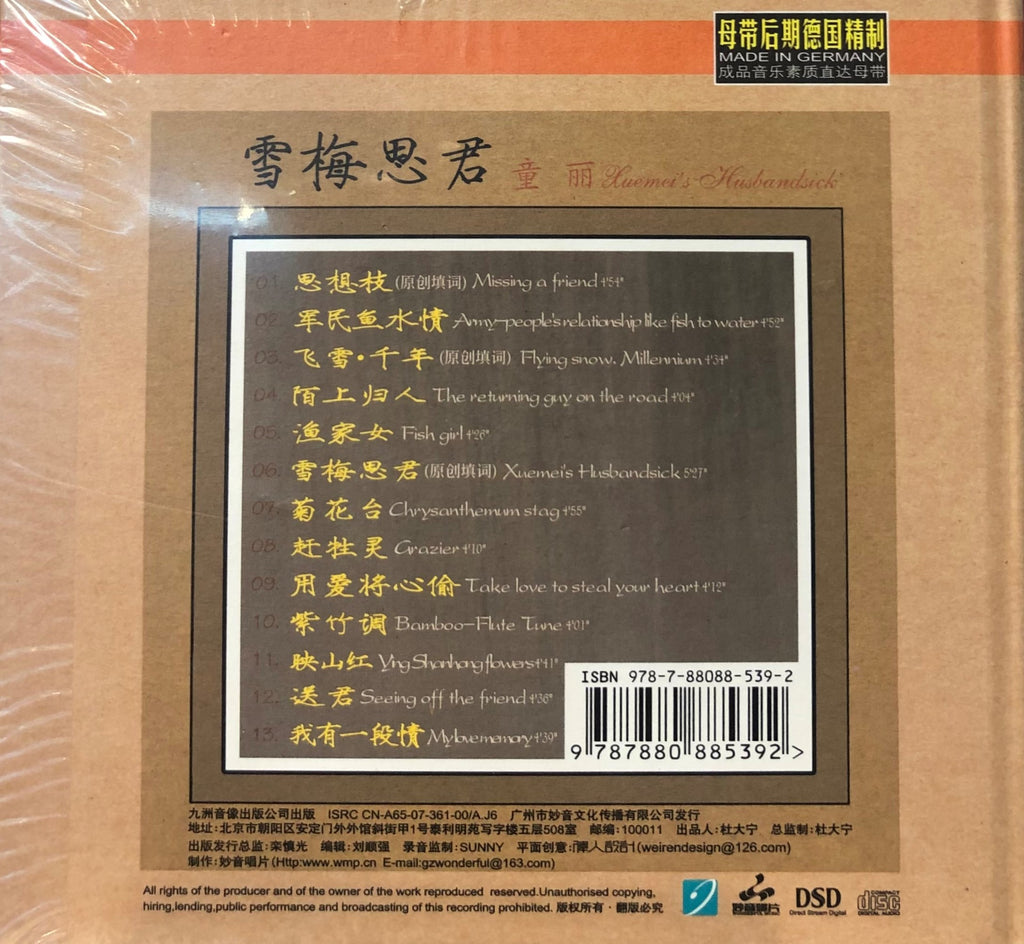 母带后期德国精制
MADE IN GERMANY
成品音乐素质直达母带
雪梅思君 童 丽 Xuemei's Husbandsick
01. 思想枝 (原创填词) Missing a friend 4'54"
02. 军民鱼水情 Army-people's relationship like fish to water 4'52"
03. 飞雪·千年 (原创填词) Flying snow. Millennium 4'34"
04. 陌上归人 The returning guy on the road 4'04"
05. 渔家女 Fish girl 4'26"
06. 雪梅思君 (原创填词) Xuemei's Husbandsick 5'27"
07. 菊花台 Chrysanthemum stag 4'55"
08. 赶牲灵 Grazier 4'10"
09. 用爱将心偷 Take love to steal your heart 4'12"
10. 紫竹调 Bamboo-Flute Tune 4'01"
11. 映山红 Ying Shanhong flowers 4'41"
12. 送君 Seeing off the friend 4'36"
13. 我有一段情 My love memory 4'39"
ISBN 978-7-88088-539-2
9 787880 885392 >
九洲音像出版公司出版 ISRC CN-A65-07-361-00/A.J6 广州市妙音文化传播有限公司发行
地址:北京市朝阳区安定门外外馆斜街甲1号泰利明苑写字楼五层508室 邮编:100011 出品人:杜大宁 总监制:杜大宁
出版发行总监:栾慎光 编辑:刘顺强 录音监制:SUNNY 平面创意: (weirendesign@126.com)
制作:妙音唱片(Http:www.wmp.cn E-mail:gzwonderful@163.com)
All rights of the producer and of the owner of the work reproduced reserved.Unauthorised copying,
hiring,lending,public performance and broadcasting of this recording prohibited. 版权所有·翻版必究
妙音唱片
DSD
Direct Stream Digital
COMPACT
disc
DIGITAL AUDIO